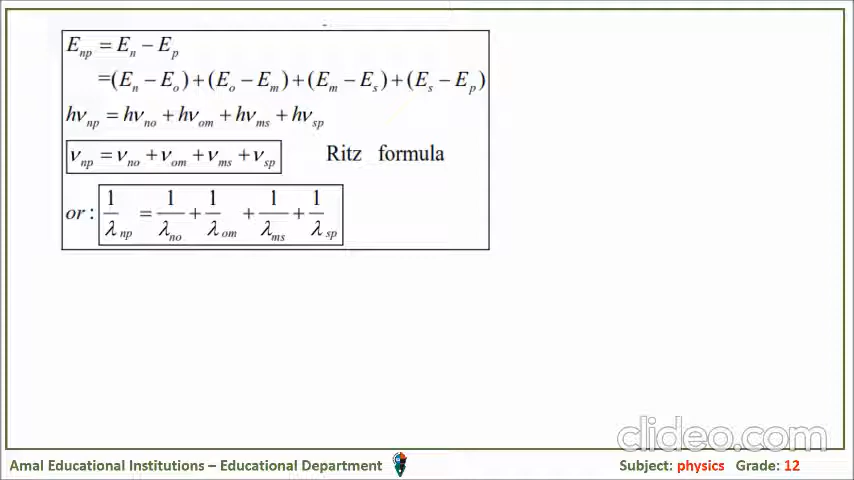 E_np = E_n − E_p
=(E_n − E_o) + (E_o − E_m) + (E_m − E_s) + (E_s − E_p)
hν_np = hν_no + hν_om + hν_ms + hν_sp
ν_np = ν_no + ν_om + ν_ms + ν_sp Ritz formula
or: 1/λ_np = 1/λ_no + 1/λ_om + 1/λ_ms + 1/λ_sp
clideo.com
Amal Educational Institutions – Educational Department Subject: physics Grade: 12